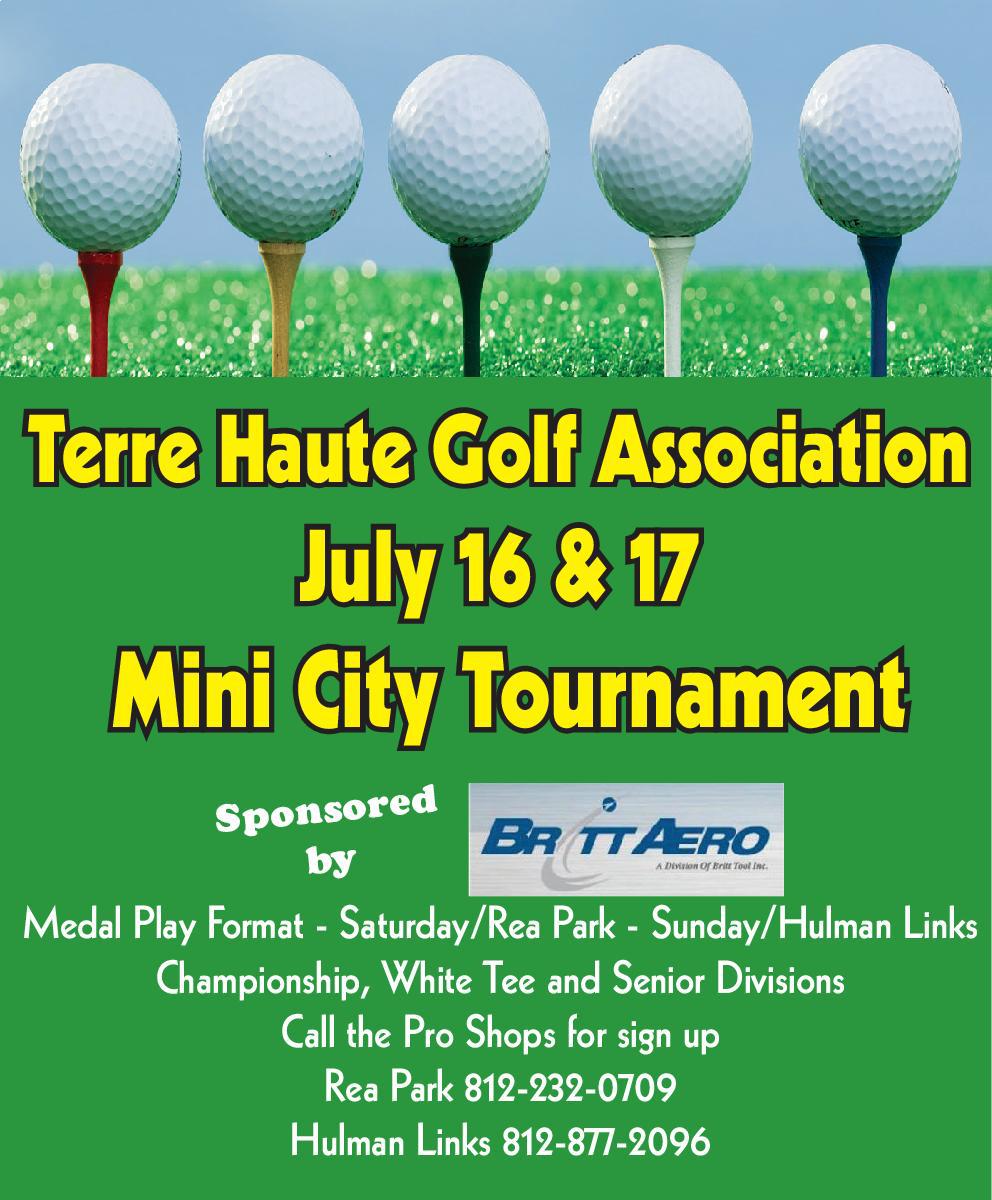 Terre Haute Golf Association
July 16 & 17
Mini City Tournament
Sponsored
by
BRITT AERO
A Division Of Britt Tool Inc.
Medal Play Format - Saturday/Rea Park - Sunday/Hulman Links
Championship, White Tee and Senior Divisions
Call the Pro Shops for sign up
Rea Park 812-232-0709
Hulman Links 812-877-2096